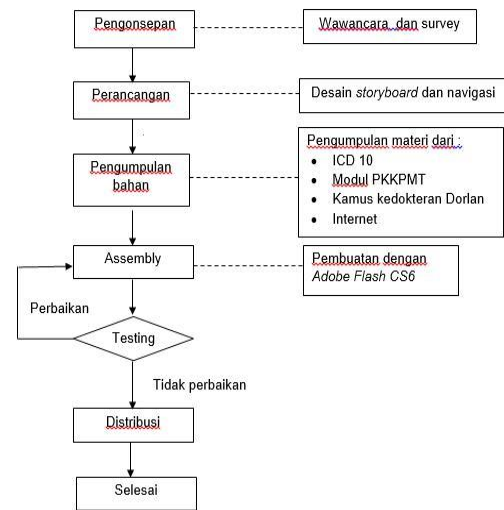 Pengonsepan
Wawancara dan survey
Perancangan
Desain storyboard dan navigasi
Pengumpulan
bahan
Pengumpulan materi dari :
• ICD 10
• Modul PKKPMT
• Kamus kedokteran Dorlan
• Internet
Assembly
Pembuatan dengan
Adobe Flash CS6
Perbaikan
Testing
Tidak perbaikan
Distribusi
Selesai